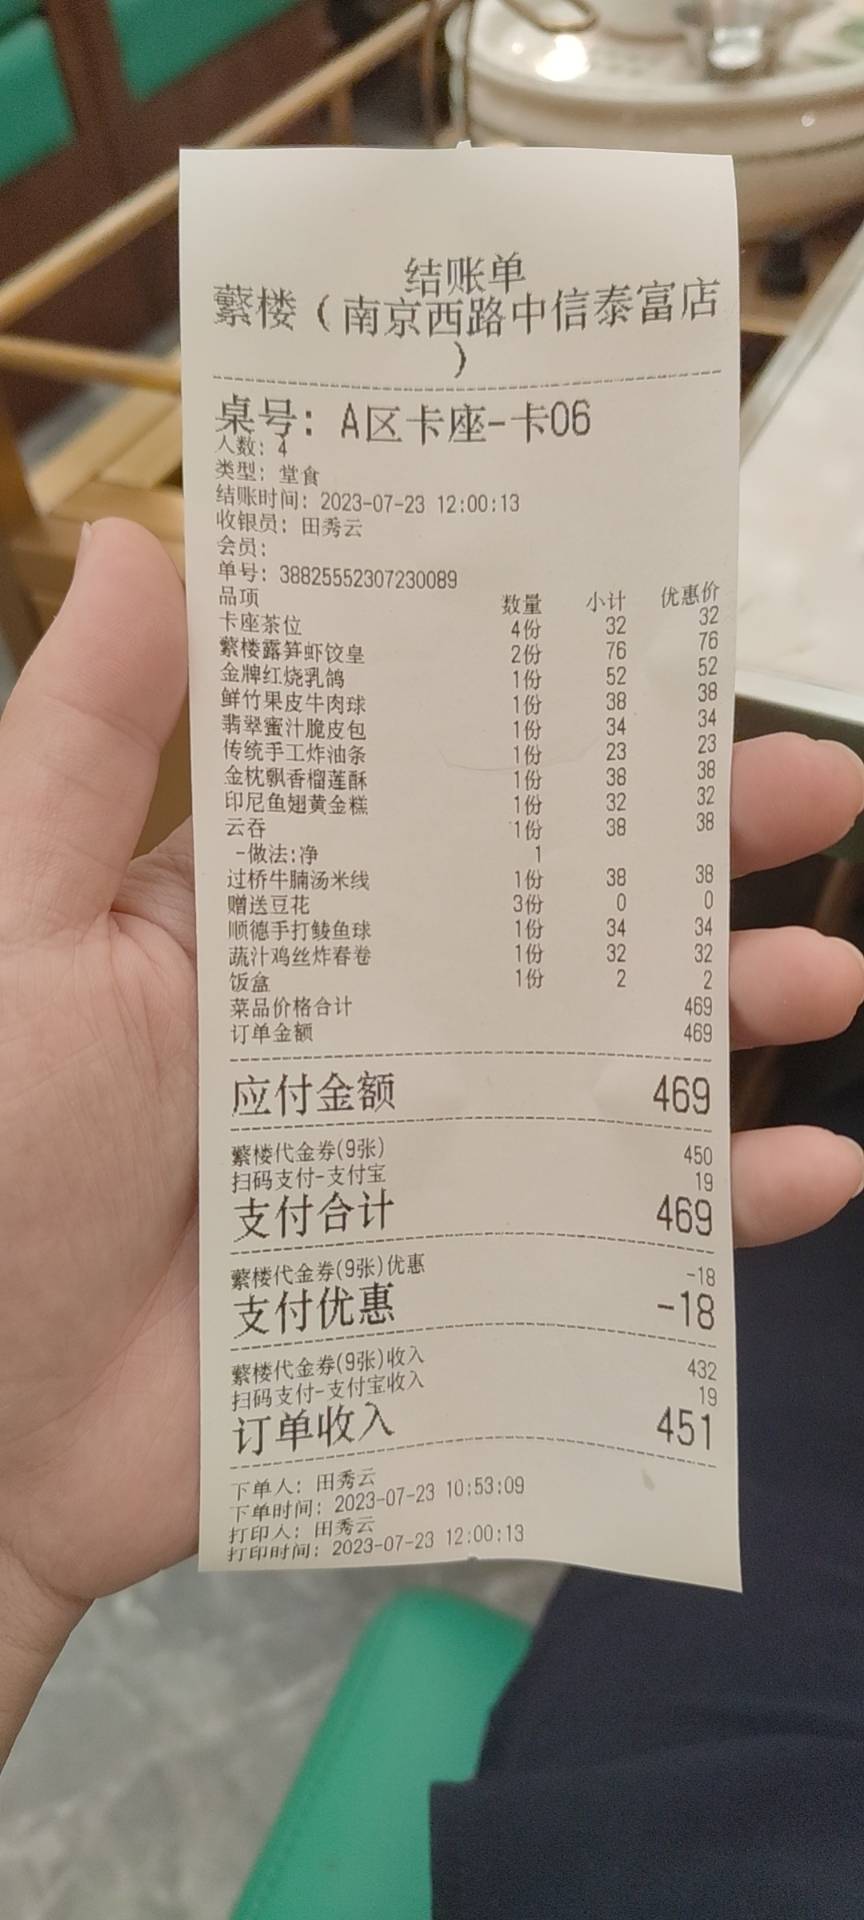 结账单
蘩楼（南京西路中信泰富店
）
桌号：A区卡座-卡06
人数：4
类型：堂食
结账时间：2023-07-23 12:00:13
收银员：田秀云
会员：
单号：38825552307230089
品项 数量 小计 优惠价
卡座茶位 4份 32 32
蘩楼露笋虾饺皇 2份 76 76
金牌红烧乳鸽 1份 52 52
鲜竹果皮牛肉球 1份 38 38
翡翠蜜汁脆皮包 1份 34 34
传统手工炸油条 1份 23 23
金枕飘香榴莲酥 1份 38 38
印尼鱼翅黄金糕 1份 32 32
云吞 1份 38 38
-做法:净 1
过桥牛腩汤米线 1份 38 38
赠送豆花 3份 0 0
顺德手打鲮鱼球 1份 34 34
蔬汁鸡丝炸春卷 1份 32 32
饭盒 1份 2 2
菜品价格合计 469
订单金额 469
应付金额 469
蘩楼代金券(9张) 450
扫码支付-支付宝 19
支付合计 469
蘩楼代金券(9张)优惠 -18
支付优惠 -18
蘩楼代金券(9张)收入 432
扫码支付-支付宝收入 19
订单收入 451
下单人：田秀云
下单时间：2023-07-23 10:53:09
打印人：田秀云
打印时间：2023-07-23 12:00:13